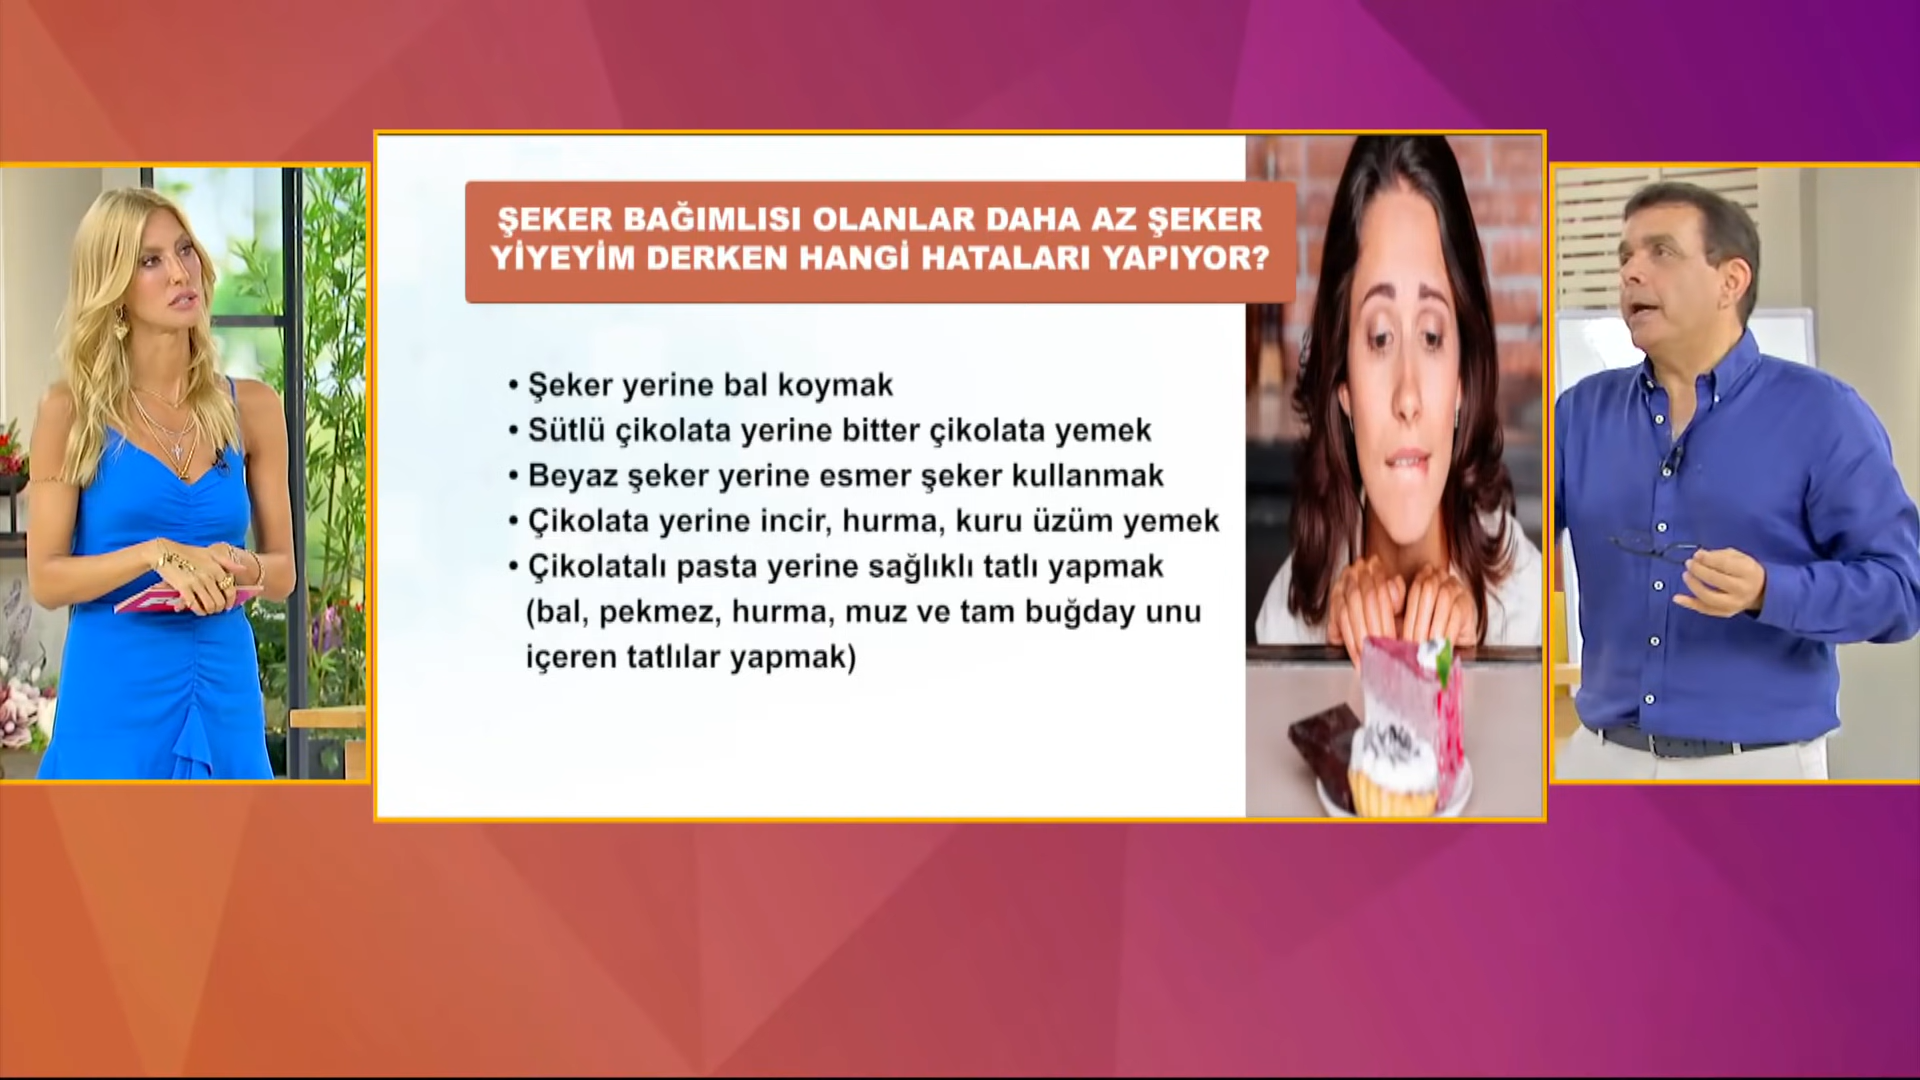 ŞEKER BAĞIMLISI OLANLAR DAHA AZ ŞEKER
YİYEYİM DERKEN HANGİ HATALARI YAPIYOR?
• Şeker yerine bal koymak
• Sütlü çikolata yerine bitter çikolata yemek
• Beyaz şeker yerine esmer şeker kullanmak
• Çikolata yerine incir, hurma, kuru üzüm yemek
• Çikolatalı pasta yerine sağlıklı tatlı yapmak
(bal, pekmez, hurma, muz ve tam buğday unu
içeren tatlılar yapmak)